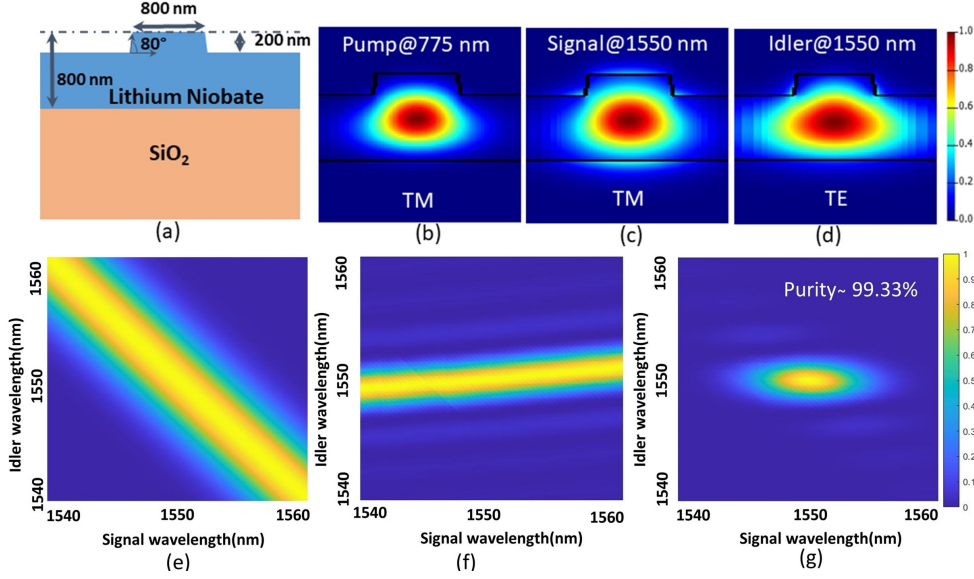 800 nm
80°
200 nm
800 nm
Lithium Niobate
SiO₂
(a)
Pump@775 nm
TM
(b)
Signal@1550 nm
TM
(c)
Idler@1550 nm
TE
(d)
1.0
0.8
0.6
0.4
0.2
0.0
Idler wavelength(nm)
1560
1550
1540
1540
1550
1560
Signal wavelength(nm)
(e)
Idler wavelength(nm)
1560
1550
1540
1540
1550
1560
Signal wavelength(nm)
(f)
Idler wavelength(nm)
1560
1550
1540
Purity~ 99.33%
1540
1550
1560
Signal wavelength(nm)
(g)
1
0.9
0.8
0.7
0.6
0.5
0.4
0.3
0.2
0.1
0